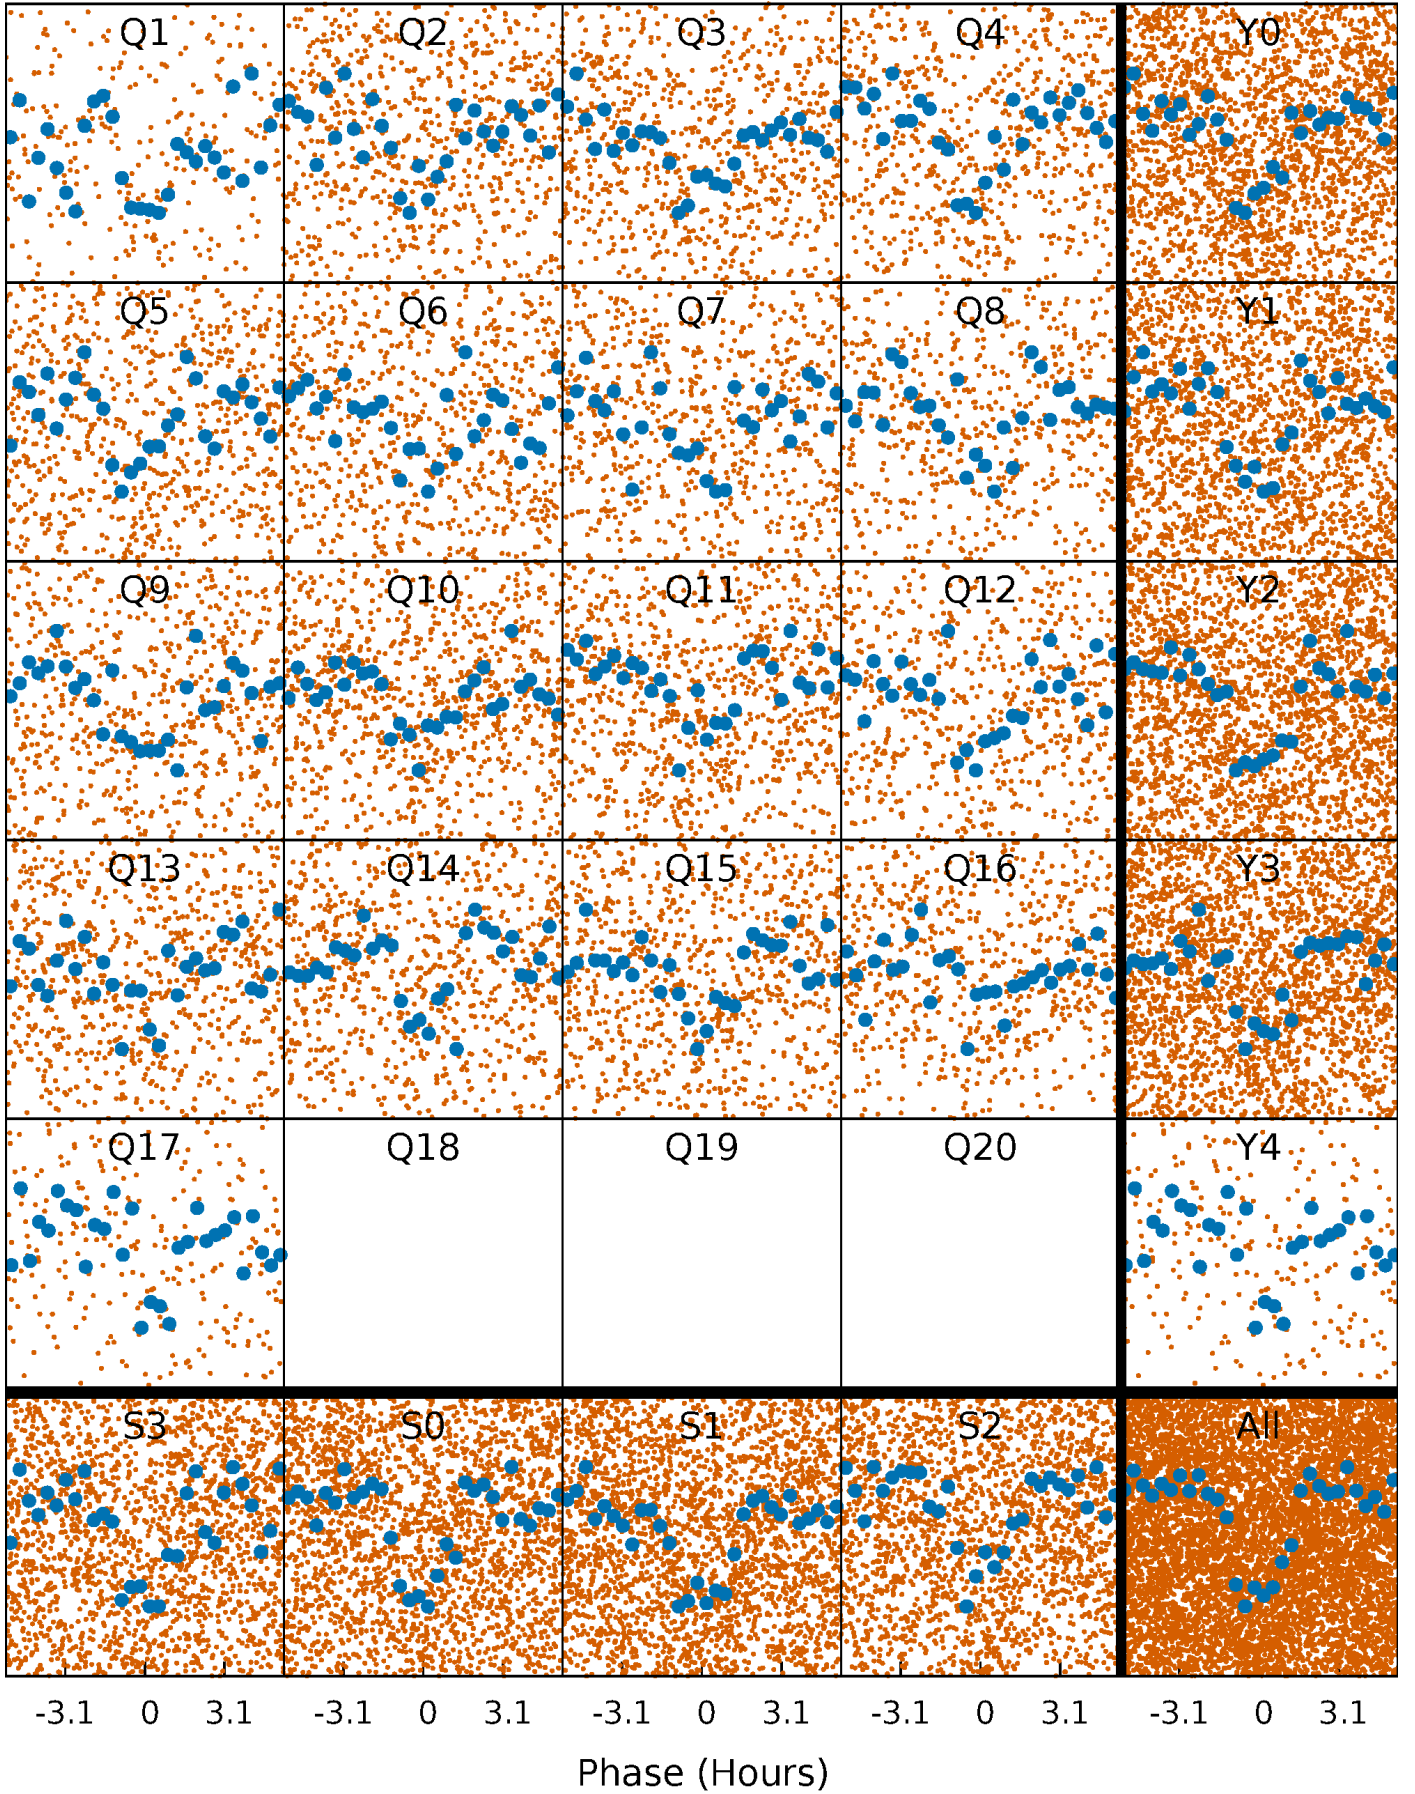 Q1 Q2 Q3 Q4 Y0
Q5 Q6 Q7 Q8 Y1
Q9 Q10 Q11 Q12 Y2
Q13 Q14 Q15 Q16 Y3
Q17 Q18 Q19 Q20 Y4
S3 S0 S1 S2 All
-3.1 0 3.1 -3.1 0 3.1 -3.1 0 3.1 -3.1 0 3.1 -3.1 0 3.1
Phase (Hours)